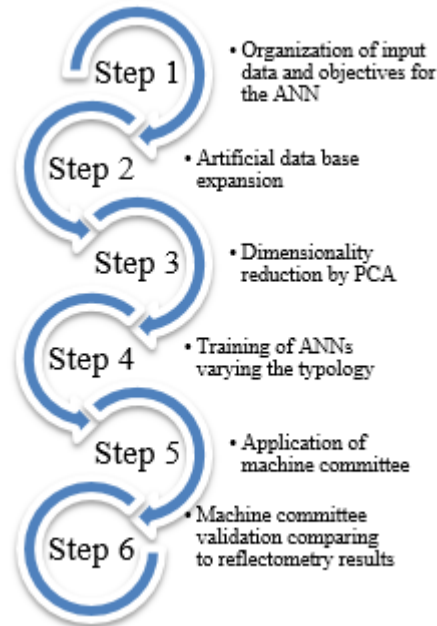 Step 1
• Organization of input
data and objectives for
the ANN
Step 2
• Artificial data base
expansion
Step 3
• Dimensionality
reduction by PCA
Step 4
• Training of ANNs
varying the typology
Step 5
• Application of
machine committee
Step 6
• Machine committee
validation comparing
to reflectometry results